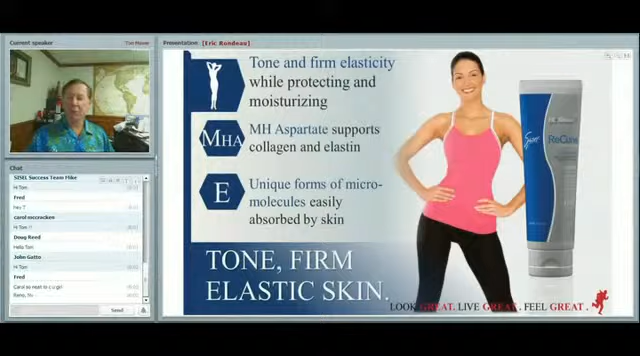 Current speaker
Tom Mower
Presentation: [Eric Rundeau]
Tone and firm elasticity
while protecting and
moisturizing
MHA
MH Aspartate supports
collagen and elastin
E
Unique forms of micro-
molecules easily
absorbed by skin
TONE, FIRM
ELASTIC SKIN.
ReCure
LOOK GREAT. LIVE GREAT. FEEL GREAT.
Chat
SISEL Success Team Mike
Hi Tom
Fred
Hey T
carol mccracken
Hi Tom !!
Doug Reed
Hello Tom
John Gatto
Hi Tom
Fred
Send